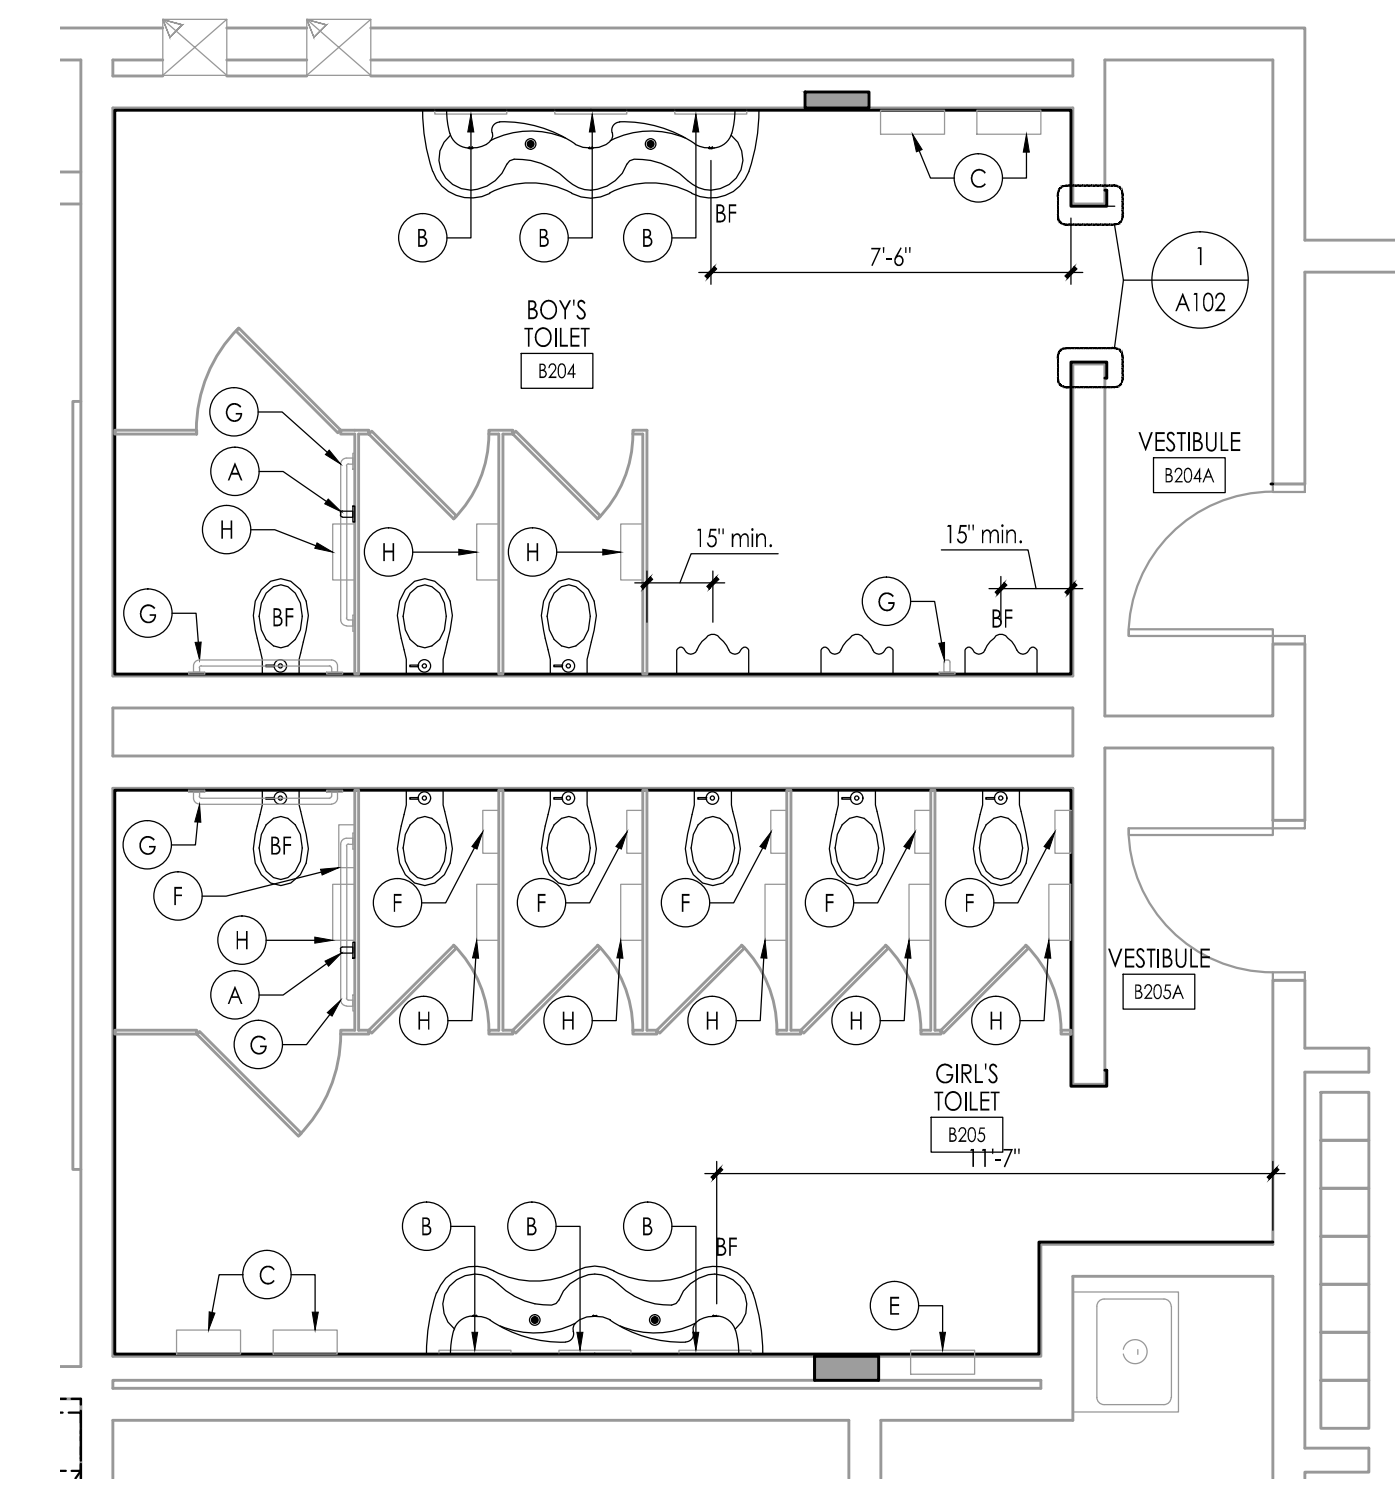 C
BF
B
B
B
7'-6"
1
A102
BOY'S
TOILET
B204
G
A
H
H
H
G
BF
VESTIBULE
B204A
15" min.
15" min.
G
BF
G
BF
F
H
A
G
F
F
F
F
F
H
H
H
H
H
VESTIBULE
B205A
GIRL'S
TOILET
B205
11'-7"
B
B
B
BF
C
E